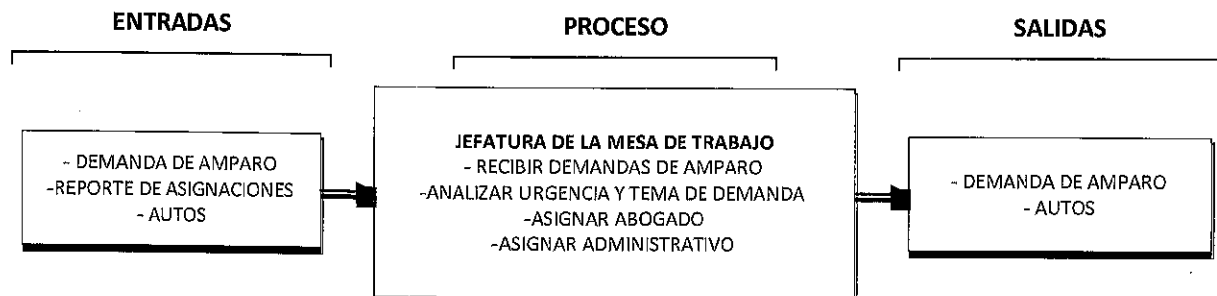 ENTRADAS
- DEMANDA DE AMPARO
-REPORTE DE ASIGNACIONES
- AUTOS
PROCESO
JEFATURA DE LA MESA DE TRABAJO
- RECIBIR DEMANDAS DE AMPARO
-ANALIZAR URGENCIA Y TEMA DE DEMANDA
-ASIGNAR ABOGADO
-ASIGNAR ADMINISTRATIVO
SALIDAS
- DEMANDA DE AMPARO
- AUTOS